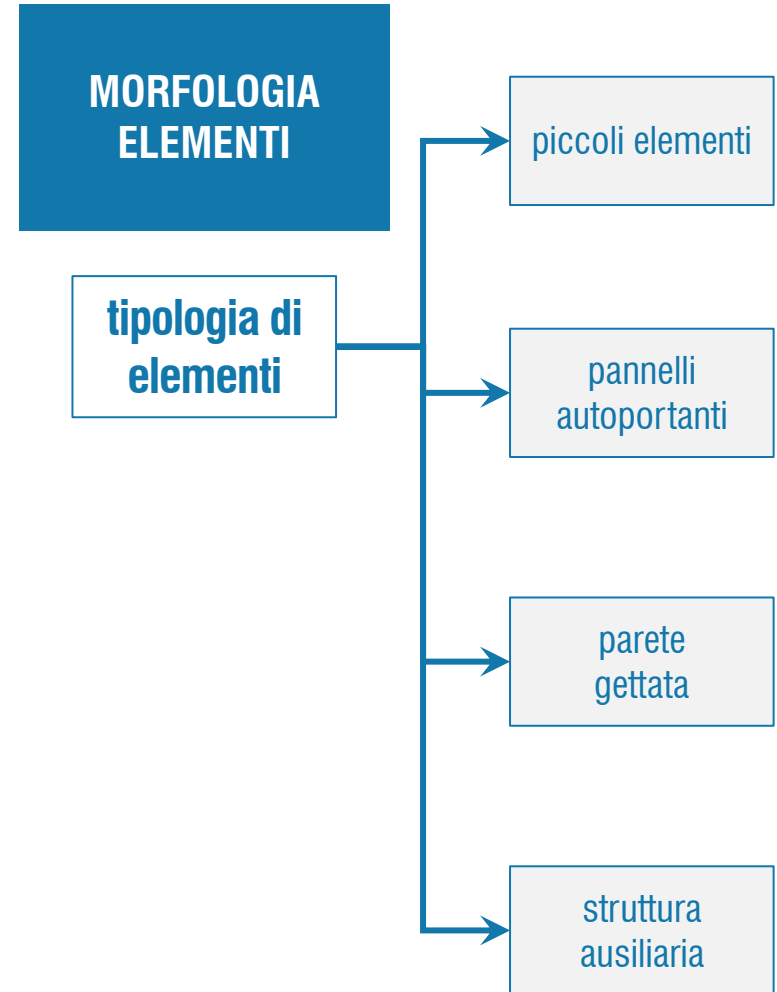 MORFOLOGIA
ELEMENTI
tipologia di
elementi
piccoli elementi
pannelli
autoportanti
parete
gettata
struttura
ausiliaria